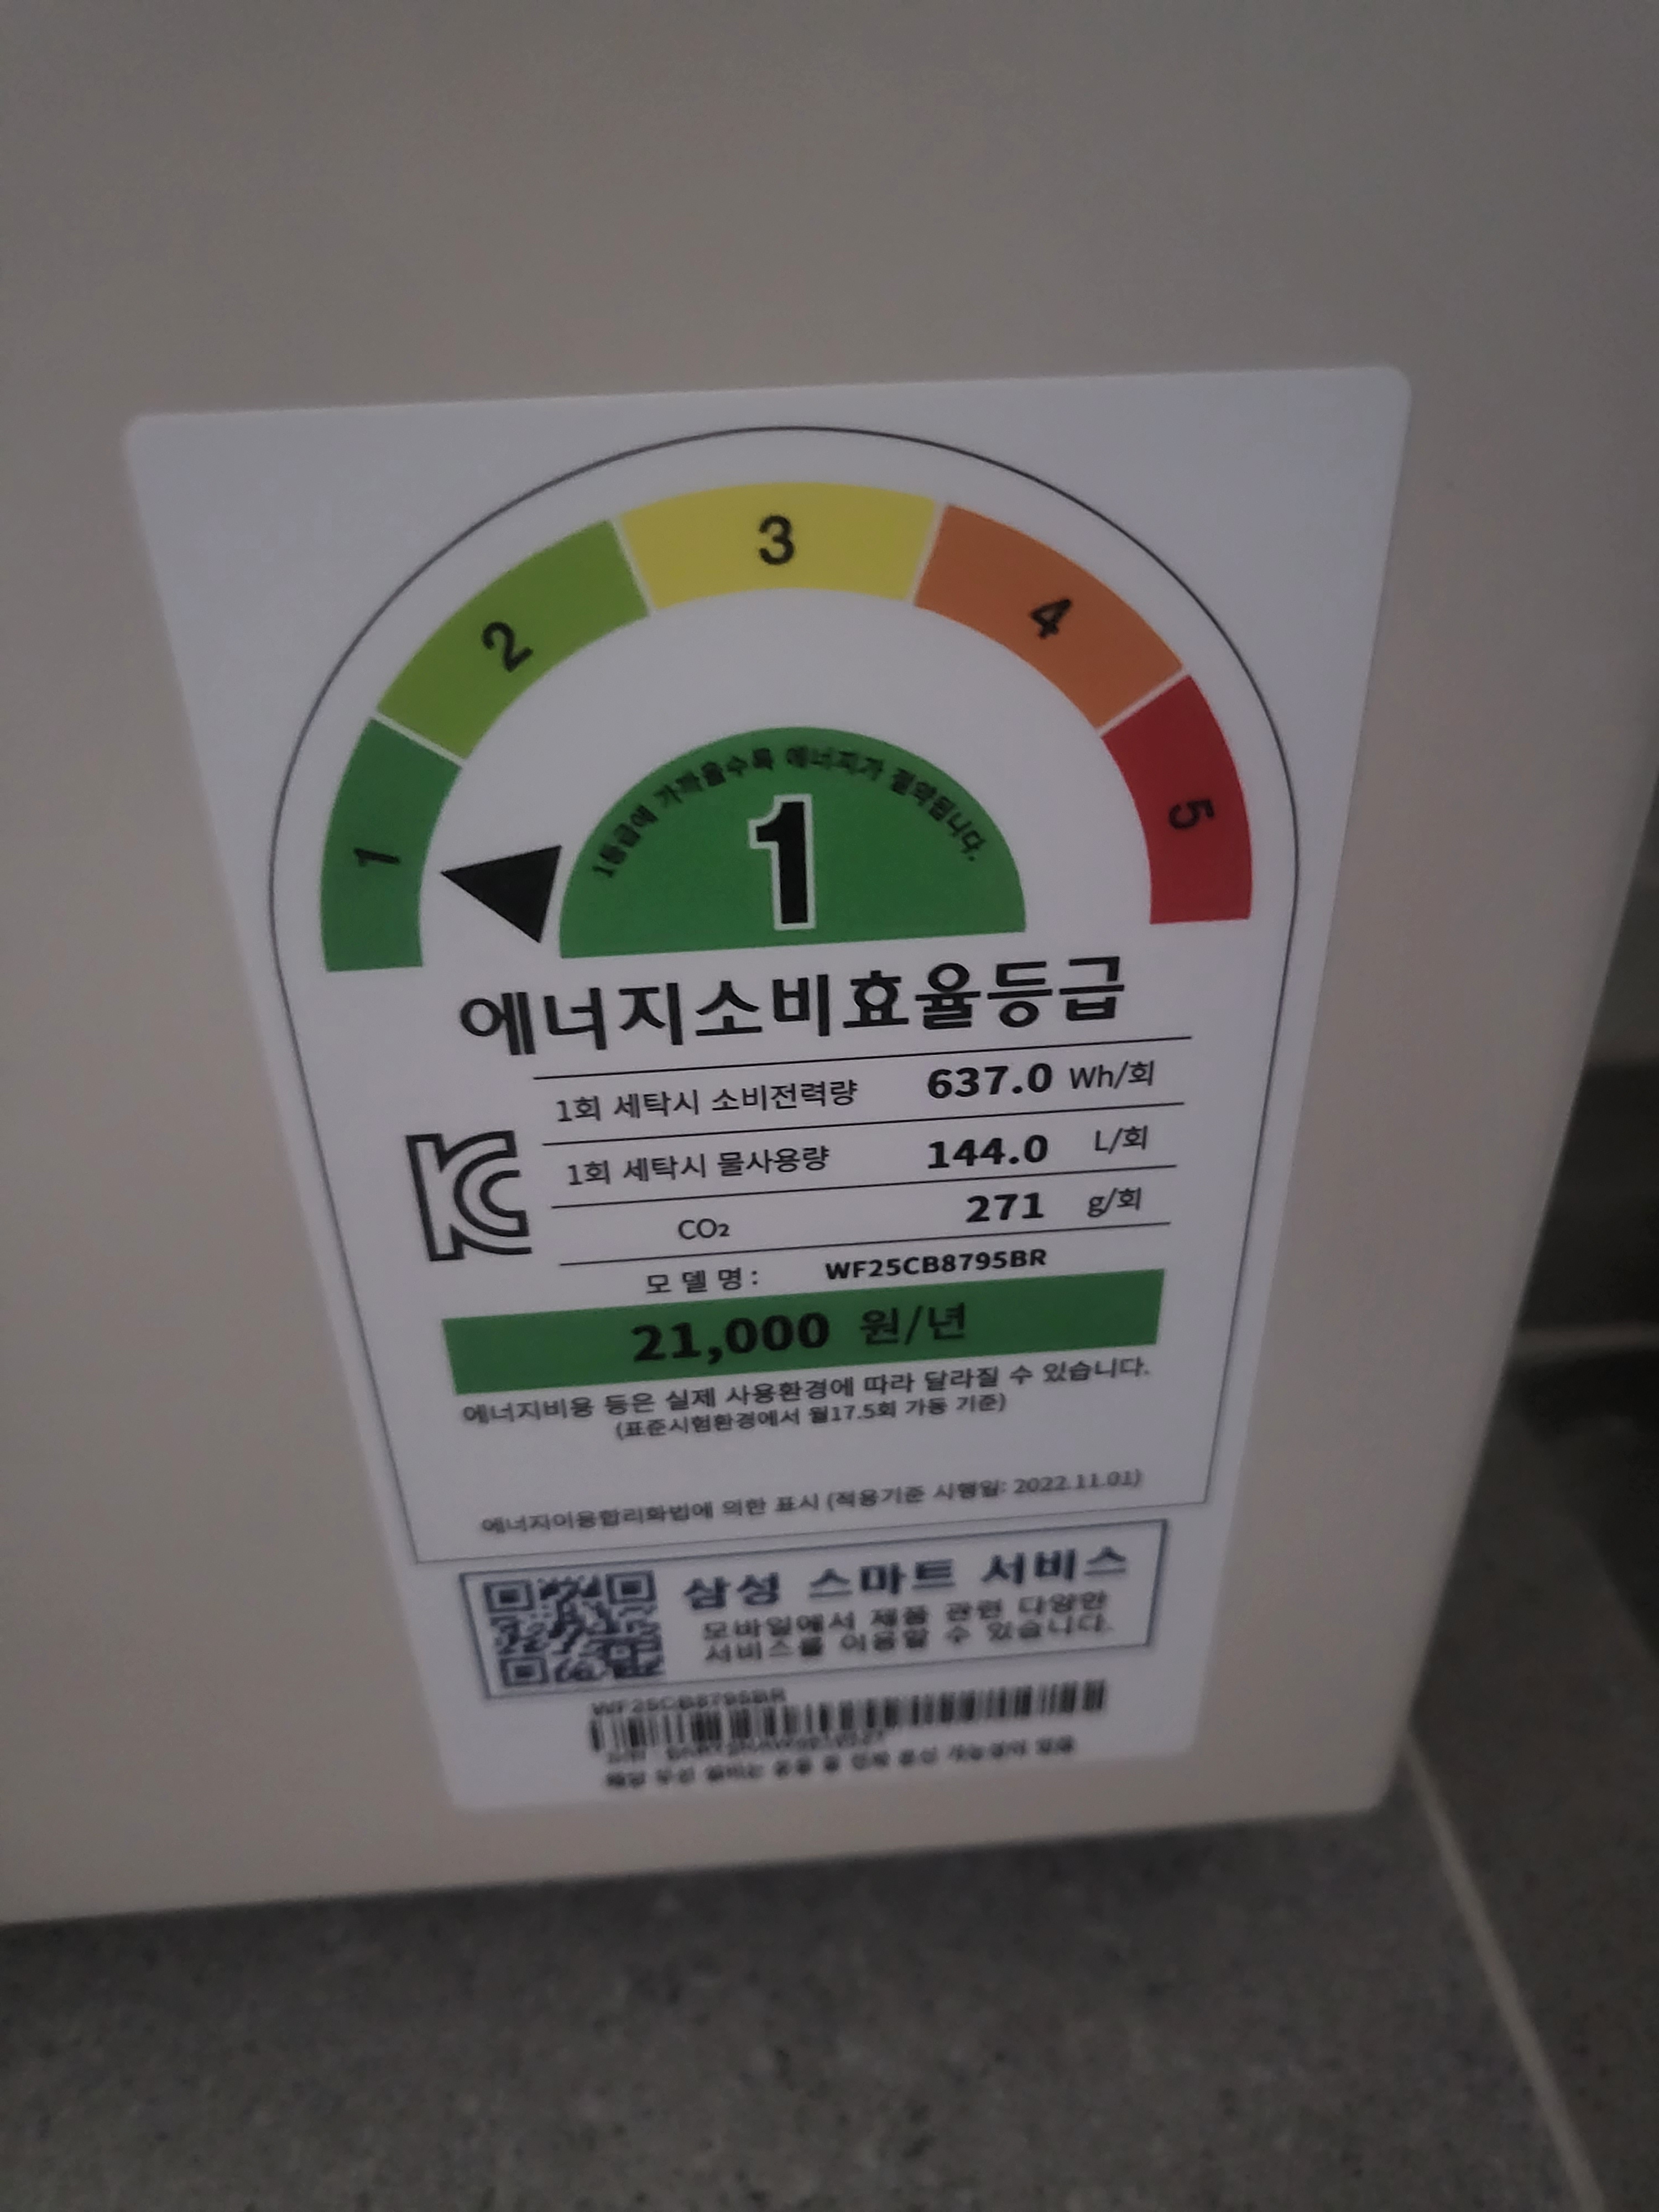 3
2
4
1
5
1등급에 가까울수록 에너지가 절약됩니다.
1
에너지소비효율등급
1회 세탁시 소비전력량 637.0 Wh/회
1회 세탁시 물사용량 144.0 L/회
CO₂ 271 g/회
모델명: WF25CB8795BR
21,000 원/년
에너지비용 등은 실제 사용환경에 따라 달라질 수 있습니다.
(표준시험환경에서 월17.5회 가동 기준)
에너지이용합리화법에 의한 표시 (적용기준 시행일: 2022.11.01)
삼성 스마트 서비스
모바일에서 제품 관련 다양한
서비스를 이용할 수 있습니다.
WF25CB8795BR